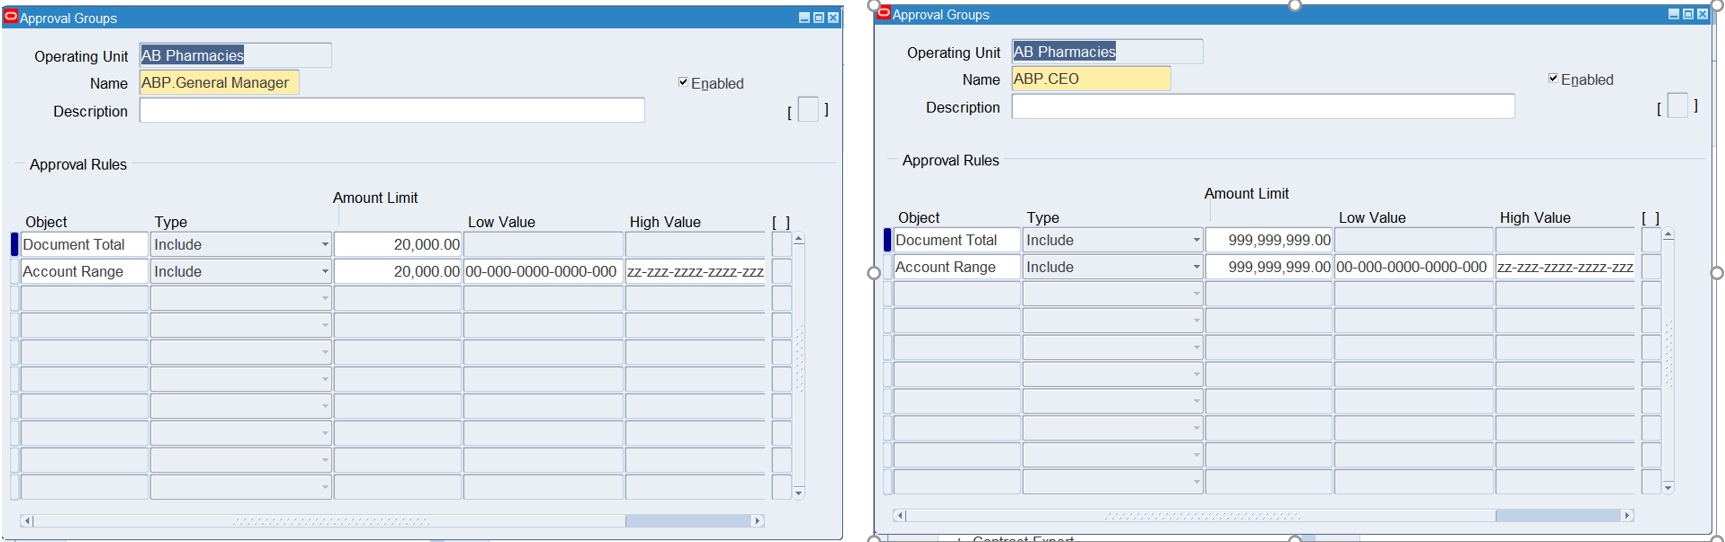 Approval Groups
Operating Unit AB Pharmacies
Name ABP.General Manager Enabled
Description [ ]
Approval Rules
Amount Limit
Object Type Low Value High Value [ ]
Document Total Include 20,000.00
Account Range Include 20,000.00 00-000-0000-0000-000 zz-zzz-zzzz-zzzz-zzz
Approval Groups
Operating Unit AB Pharmacies
Name ABP.CEO Enabled
Description [ ]
Approval Rules
Amount Limit
Object Type Low Value High Value [ ]
Document Total Include 999,999,999.00
Account Range Include 999,999,999.00 00-000-0000-0000-000 zz-zzz-zzzz-zzzz-zzz